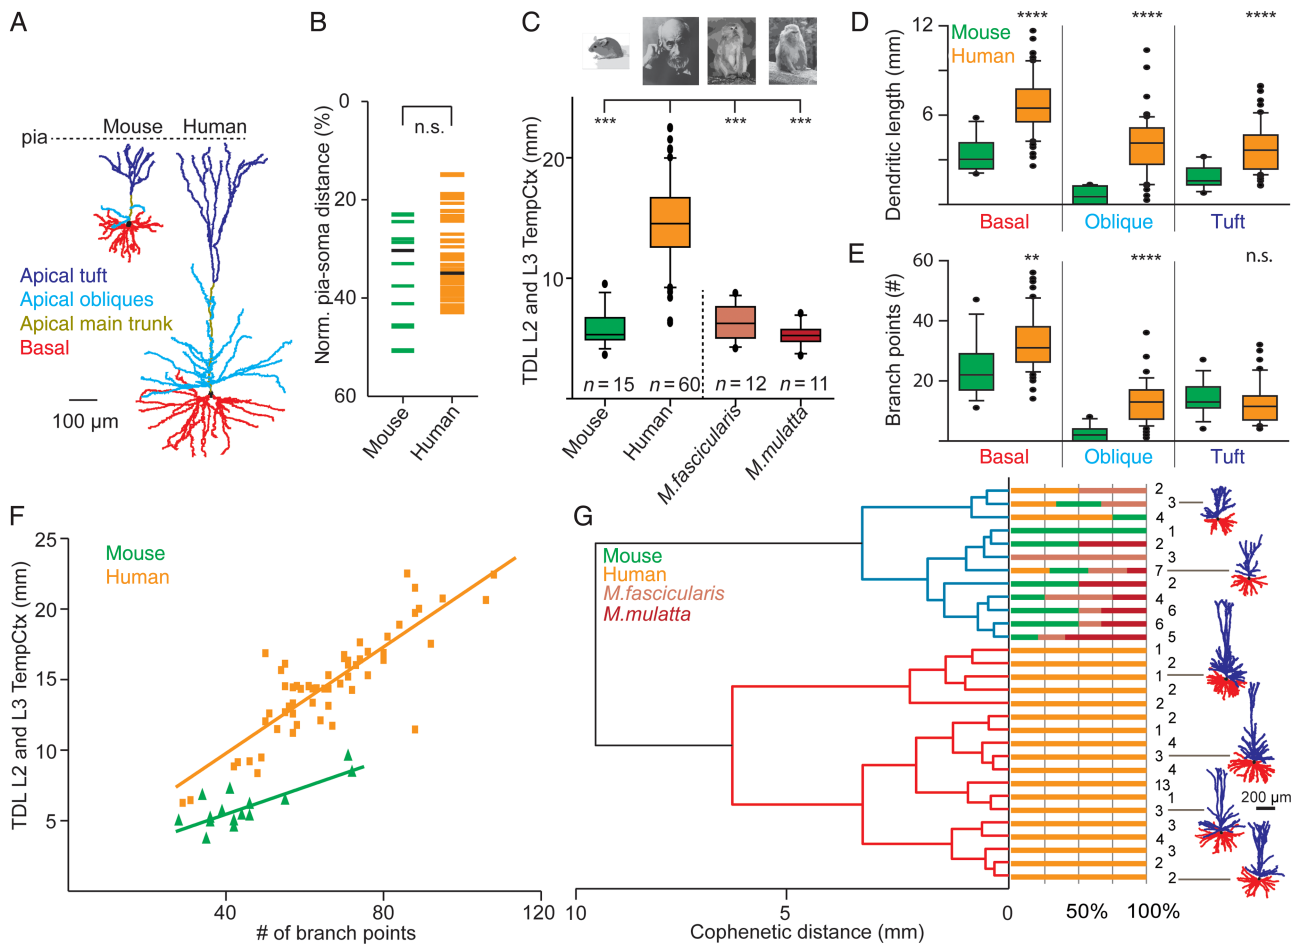 A
pia
Mouse
Human
Apical tuft
Apical obliques
Apical main trunk
Basal
100 µm
B
Norm. pia-soma distance (%)
0
20
40
60
n.s.
Mouse
Human
C
TDL L2 and L3 TempCtx (mm)
20
10
***
***
***
n = 15
n = 60
n = 12
n = 11
Mouse
Human
M.fascicularis
M.mulatta
D
Dendritic length (mm)
12
6
Mouse
Human
****
****
****
Basal
Oblique
Tuft
E
Branch points (#)
60
40
20
**
****
n.s.
Basal
Oblique
Tuft
F
TDL L2 and L3 TempCtx (mm)
25
20
15
10
5
Mouse
Human
40
80
120
# of branch points
G
Mouse
Human
M.fascicularis
M.mulatta
2
3
4
1
2
3
7
2
4
6
6
5
1
2
1
2
2
2
1
4
3
4
13
1
3
3
4
3
2
2
200 µm
10
5
0
50%
100%
Cophenetic distance (mm)